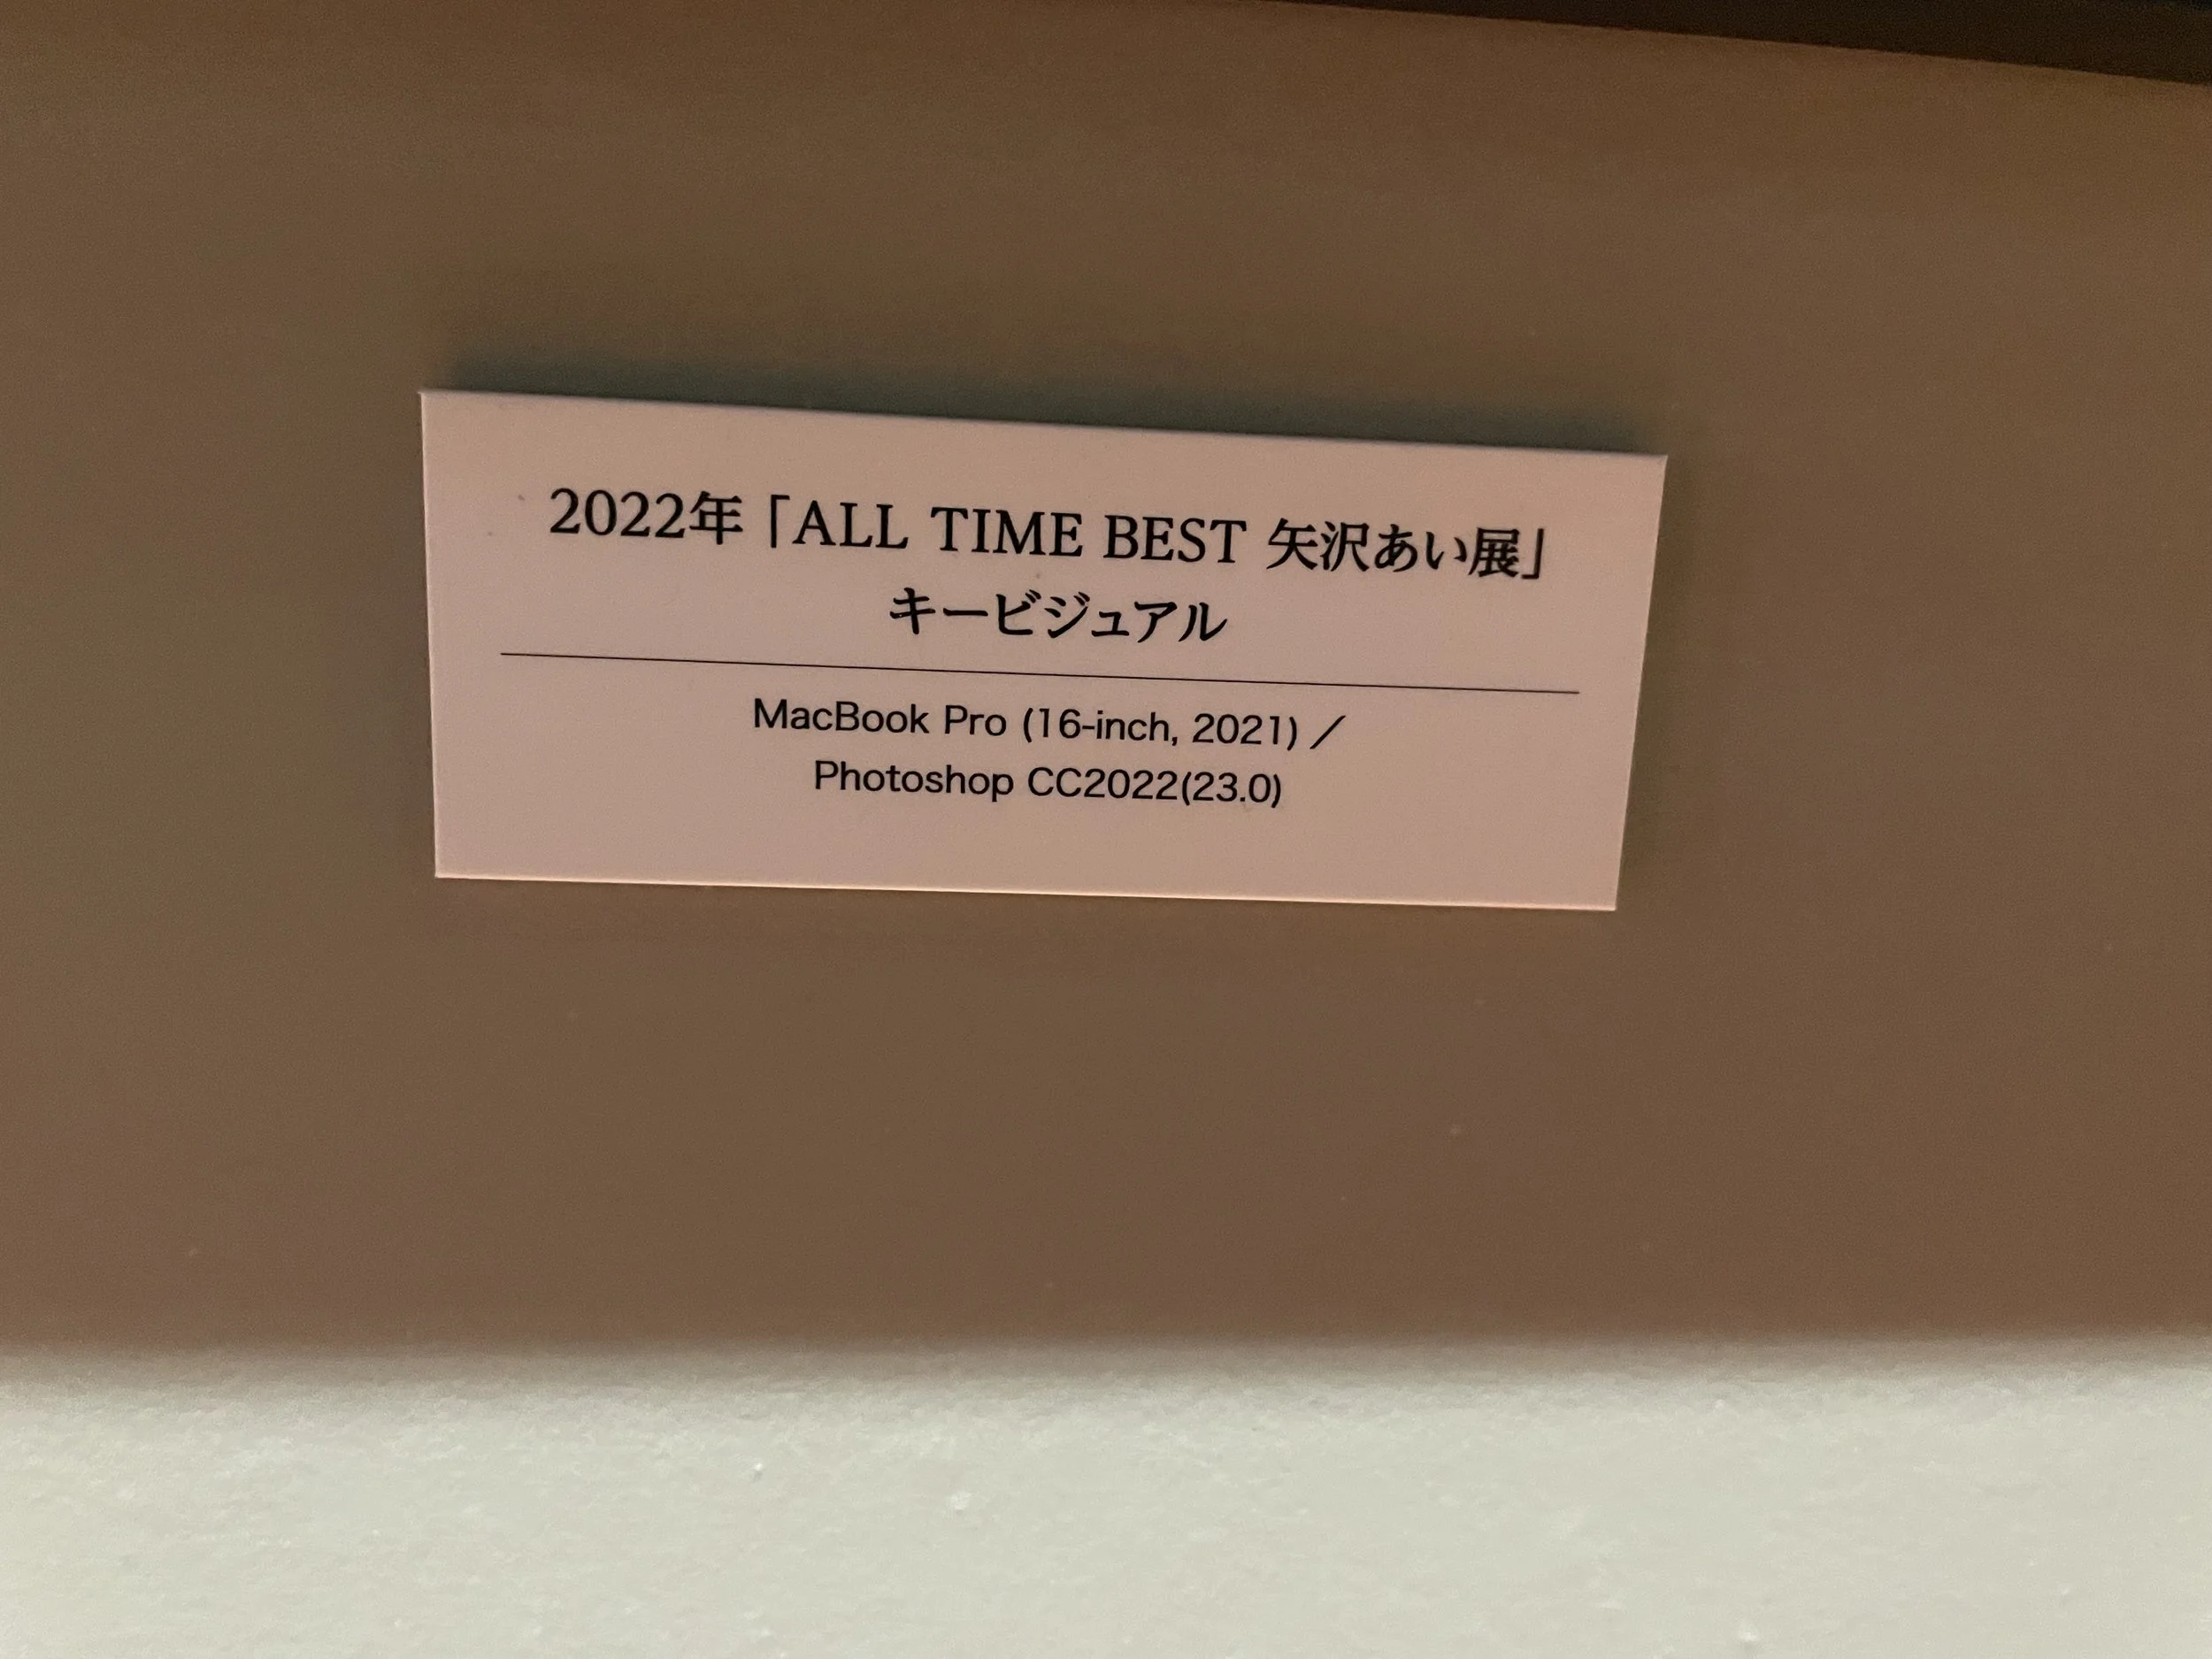 2022年「ALL TIME BEST 矢沢あい展」
キービジュアル
MacBook Pro (16-inch, 2021) ／
Photoshop CC2022(23.0)